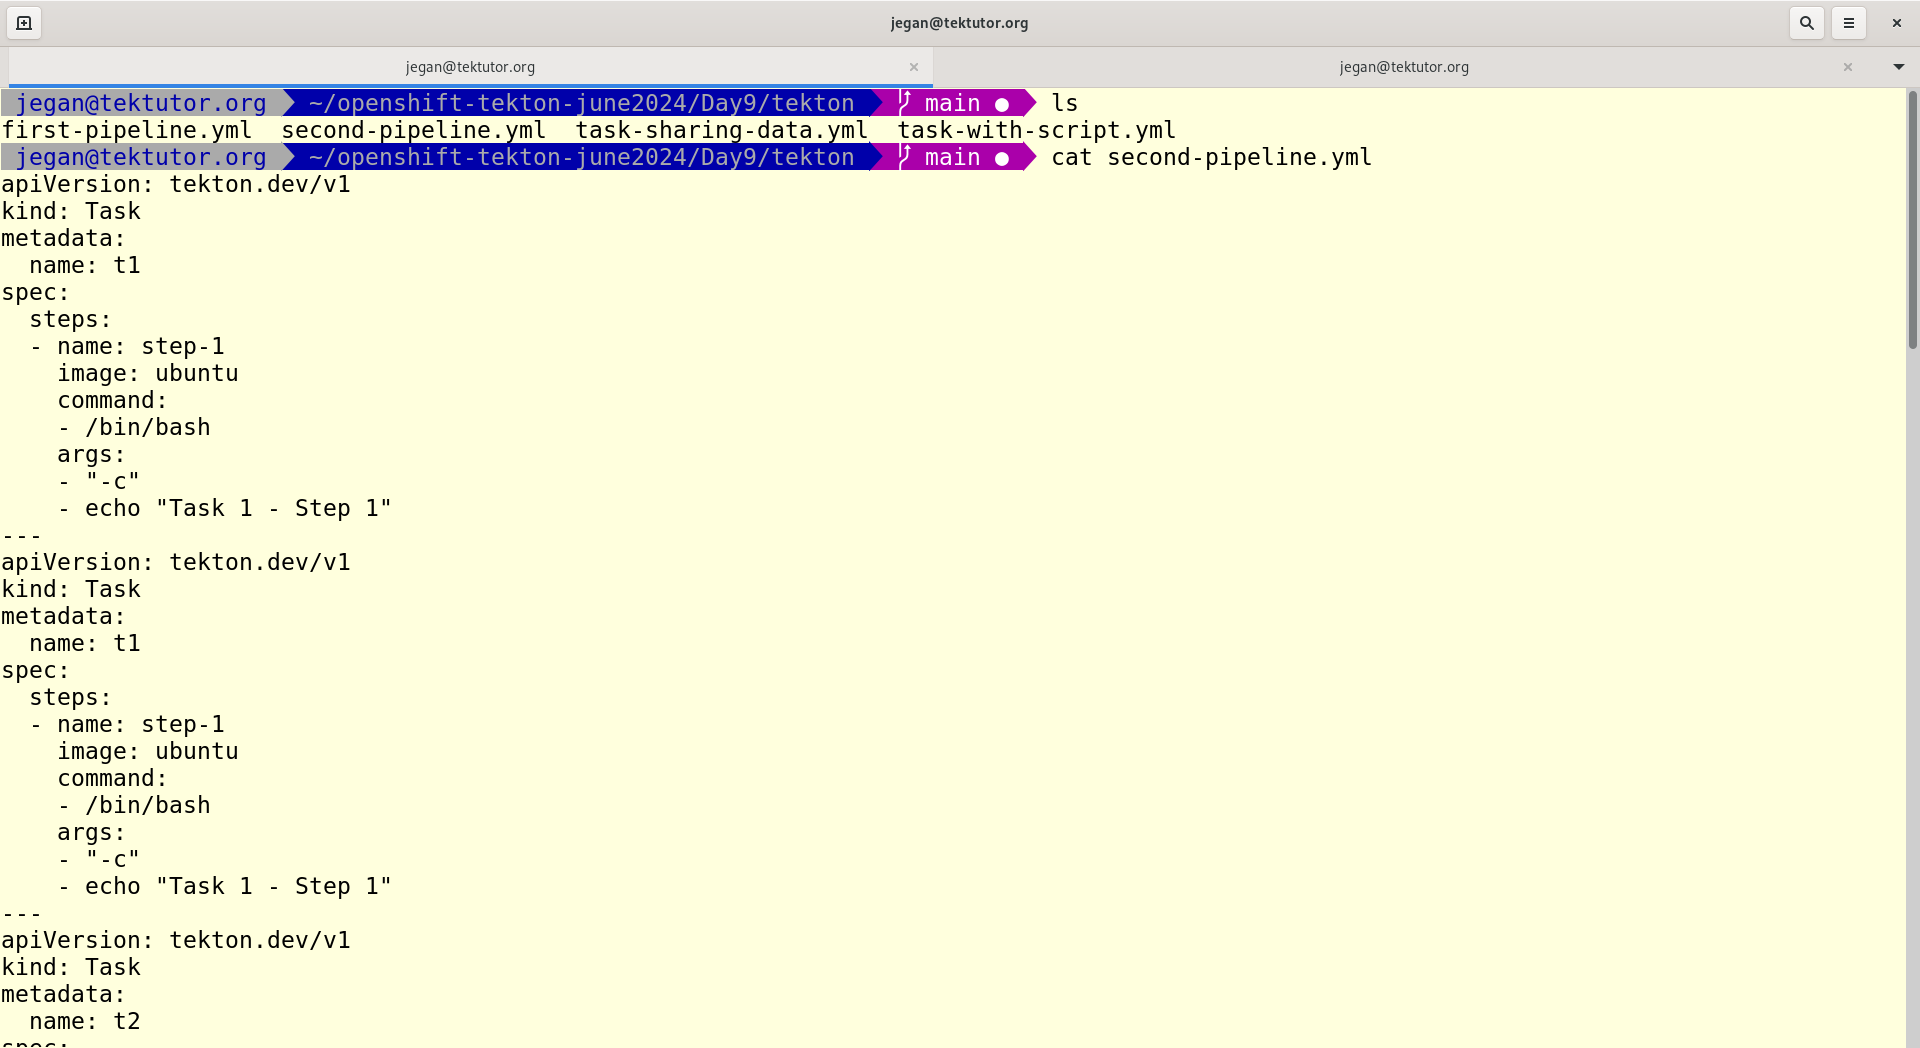 jegan@tektutor.org
jegan@tektutor.org jegan@tektutor.org
jegan@tektutor.org ~/openshift-tekton-june2024/Day9/tekton main ● ls
first-pipeline.yml  second-pipeline.yml  task-sharing-data.yml  task-with-script.yml
jegan@tektutor.org ~/openshift-tekton-june2024/Day9/tekton main ● cat second-pipeline.yml
apiVersion: tekton.dev/v1
kind: Task
metadata:
  name: t1
spec:
  steps:
  - name: step-1
    image: ubuntu
    command:
    - /bin/bash
    args:
    - "-c"
    - echo "Task 1 - Step 1"
---
apiVersion: tekton.dev/v1
kind: Task
metadata:
  name: t1
spec:
  steps:
  - name: step-1
    image: ubuntu
    command:
    - /bin/bash
    args:
    - "-c"
    - echo "Task 1 - Step 1"
---
apiVersion: tekton.dev/v1
kind: Task
metadata:
  name: t2
spec: